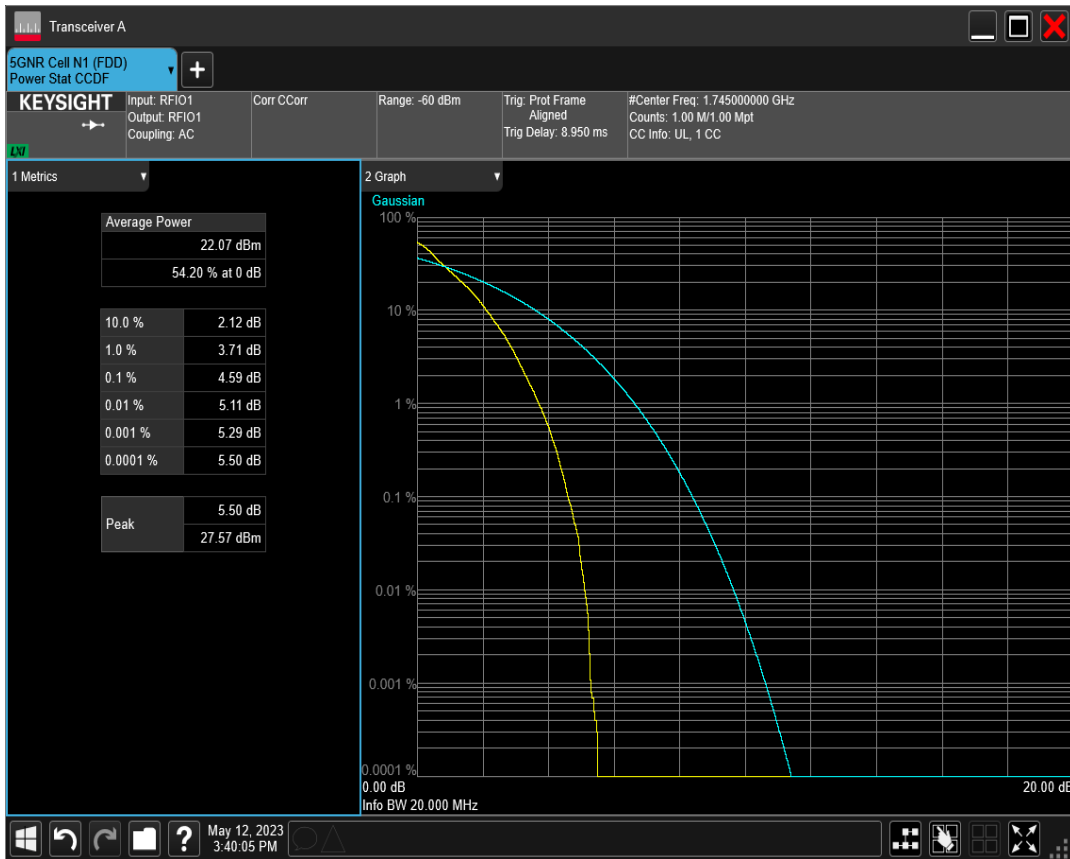 Transceiver A
5GNR Cell N1 (FDD)
Power Stat CCDF
KEYSIGHT
LXI
Input: RFIO1
Output: RFIO1
Coupling: AC
Corr CCorr
Range: -60 dBm
Trig: Prot Frame
Aligned
Trig Delay: 8.950 ms
#Center Freq: 1.745000000 GHz
Counts: 1.00 M/1.00 Mpt
CC Info: UL, 1 CC
1 Metrics
Average Power
22.07 dBm
54.20 % at 0 dB
10.0 % 2.12 dB
1.0 % 3.71 dB
0.1 % 4.59 dB
0.01 % 5.11 dB
0.001 % 5.29 dB
0.0001 % 5.50 dB
Peak 5.50 dB
27.57 dBm
2 Graph
Gaussian
100 %
10 %
1 %
0.1 %
0.01 %
0.001 %
0.0001 %
0.00 dB 20.00 dB
Info BW 20.000 MHz
? May 12, 2023
3:40:05 PM